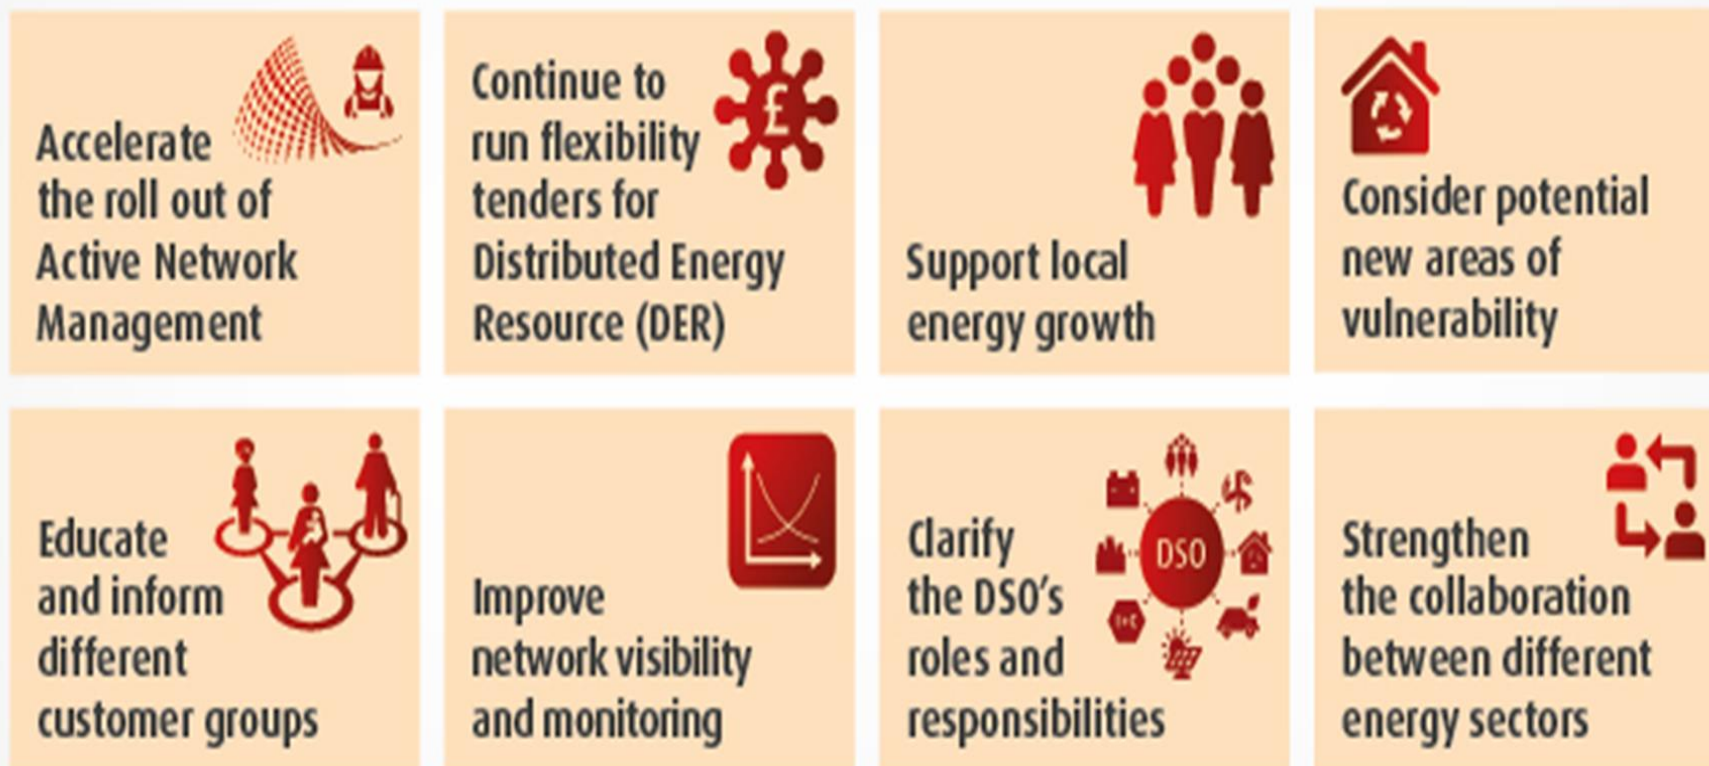 Accelerate
the roll out of
Active Network
Management
£
Continue to
run flexibility
tenders for
Distributed Energy
Resource (DER)
Support local
energy growth
Consider potential
new areas of
vulnerability
Educate
and inform
different
customer groups
Improve
network visibility
and monitoring
DSO
Clarify
the DSO's
roles and
responsibilities
Strengthen
the collaboration
between different
energy sectors